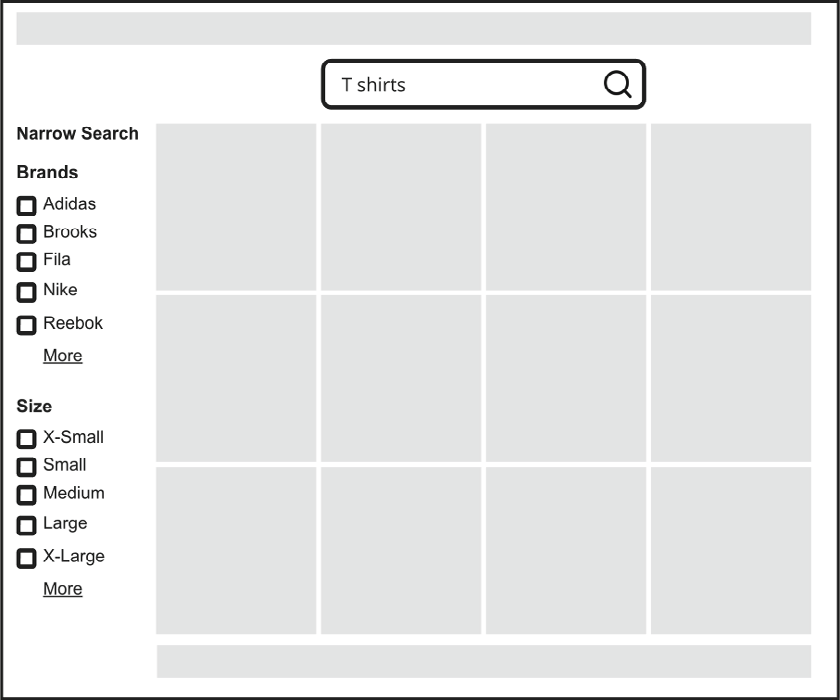 T shirts
Narrow Search
Brands
Adidas
Brooks
Fila
Nike
Reebok
More
Size
X-Small
Small
Medium
Large
X-Large
More